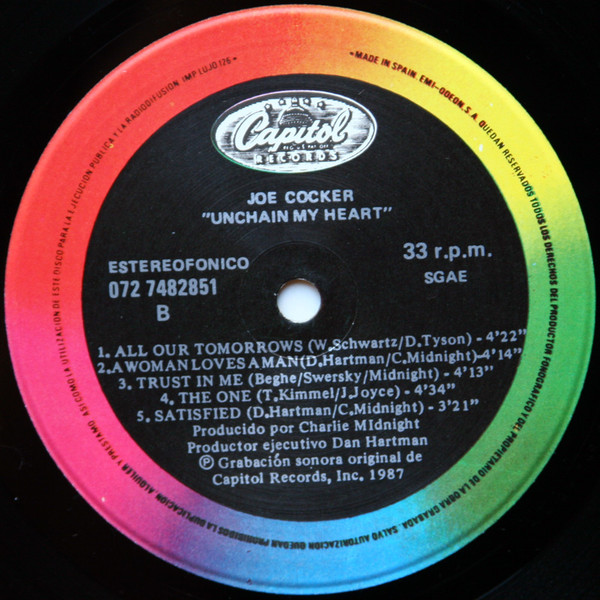 Capitol
RECORDS
JOE COCKER
"UNCHAIN MY HEART"
ESTEREOFONICO
33 r.p.m.
072 7482851
SGAE
B
1. ALL OUR TOMORROWS (W.Schwartz/D.Tyson) - 4'22"
2. A WOMAN LOVES A MAN (D.Hartman/C.Midnight) - 4'14"
3. TRUST IN ME (Beghe/Swersky/Midnight) - 4'13"
4. THE ONE (T.Kimmel/J.Joyce) - 4'34"
5. SATISFIED (D.Hartman/C.Midnight) - 3'21"
Producido por Charlie MIdnight
Productor ejecutivo Dan Hartman
Ⓟ Grabación sonora original de
Capitol Records, Inc. 1987
•MADE IN SPAIN. EMI-ODEON, S.A. QUEDAN RESERVADOS TODOS LOS DERECHOS DEL PRODUCTOR FONOGRAFICO Y DEL PROPIETARIO DE LA OBRA GRABADA. SALVO AUTORIZACION QUEDAN PROHIBIDOS LA DUPLICACION, ALQUILER Y PRESTAMO, ASI COMO LA UTILIZACION DE ESTE DISCO PARA LA EJECUCION PUBLICA Y LA RADIODIFUSION. IMP LUJO 126•